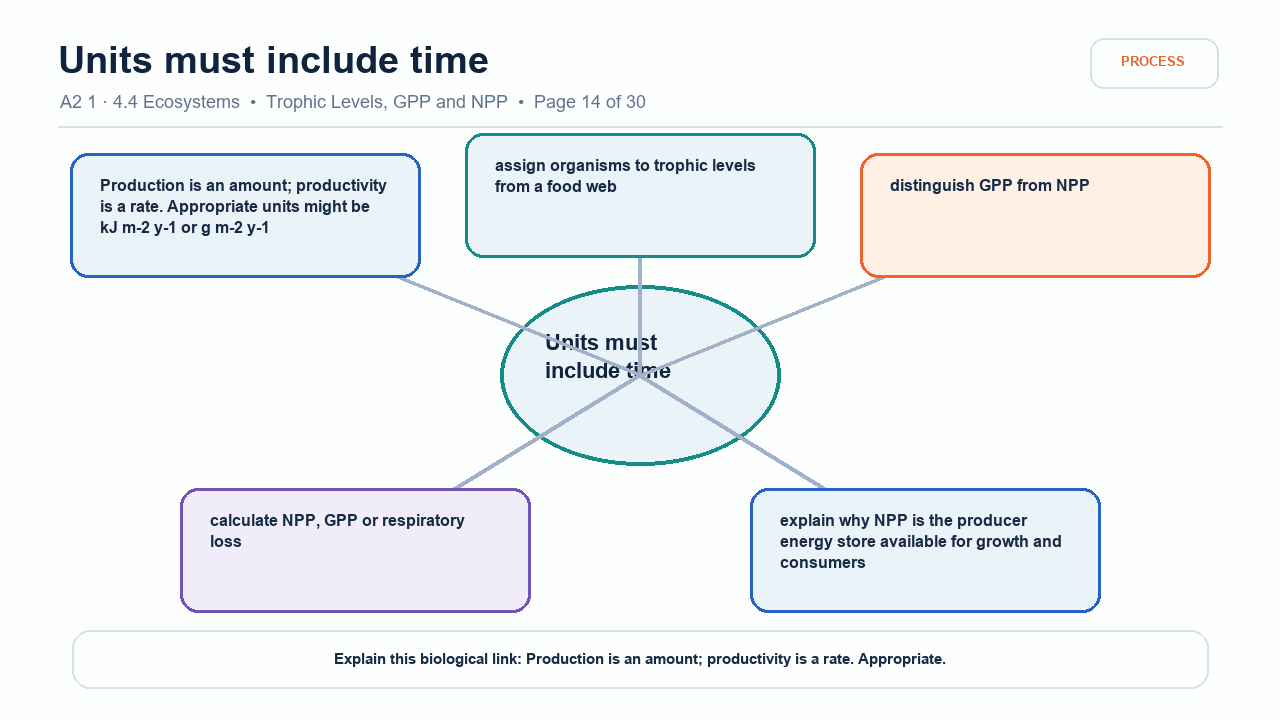 Units must include time
PROCESS
A2 1 · 4.4 Ecosystems • Trophic Levels, GPP and NPP • Page 14 of 30
Production is an amount; productivity
is a rate. Appropriate units might be
kJ m-2 y-1 or g m-2 y-1
assign organisms to trophic levels
from a food web
distinguish GPP from NPP
Units must
include time
calculate NPP, GPP or respiratory
loss
explain why NPP is the producer
energy store available for growth and
consumers
Explain this biological link: Production is an amount; productivity is a rate. Appropriate.